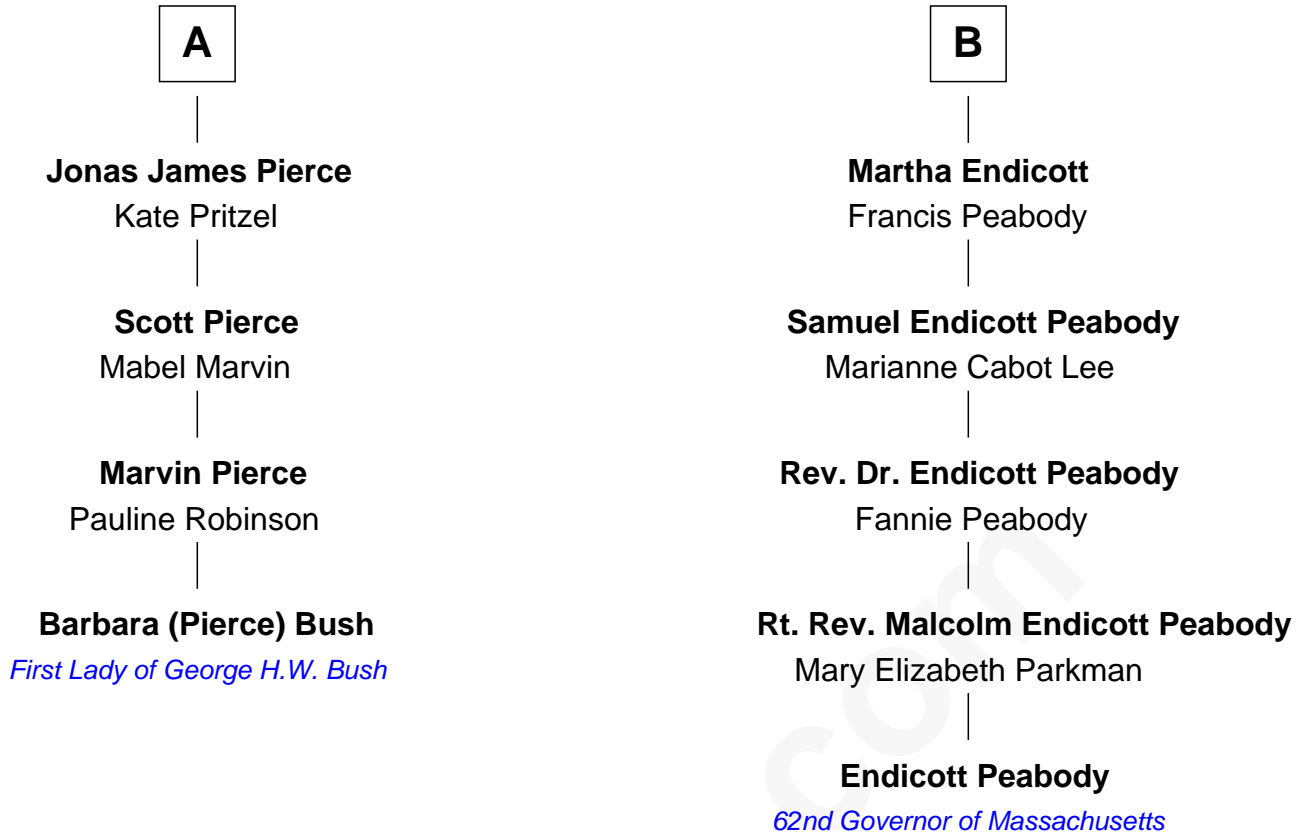 A
Jonas James Pierce
Kate Pritzel
Scott Pierce
Mabel Marvin
Marvin Pierce
Pauline Robinson
Barbara (Pierce) Bush
First Lady of George H.W. Bush
B
Martha Endicott
Francis Peabody
Samuel Endicott Peabody
Marianne Cabot Lee
Rev. Dr. Endicott Peabody
Fannie Peabody
Rt. Rev. Malcolm Endicott Peabody
Mary Elizabeth Parkman
Endicott Peabody
62nd Governor of Massachusetts
com